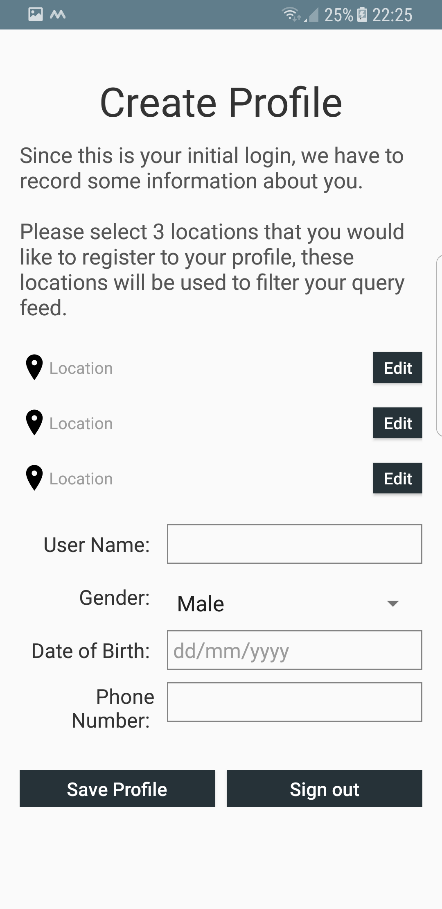 25% 22:25
Create Profile
Since this is your initial login, we have to
record some information about you.
Please select 3 locations that you would
like to register to your profile, these
locations will be used to filter your query
feed.
Location Edit
Location Edit
Location Edit
User Name:
Gender: Male
Date of Birth: dd/mm/yyyy
Phone
Number:
Save Profile Sign out